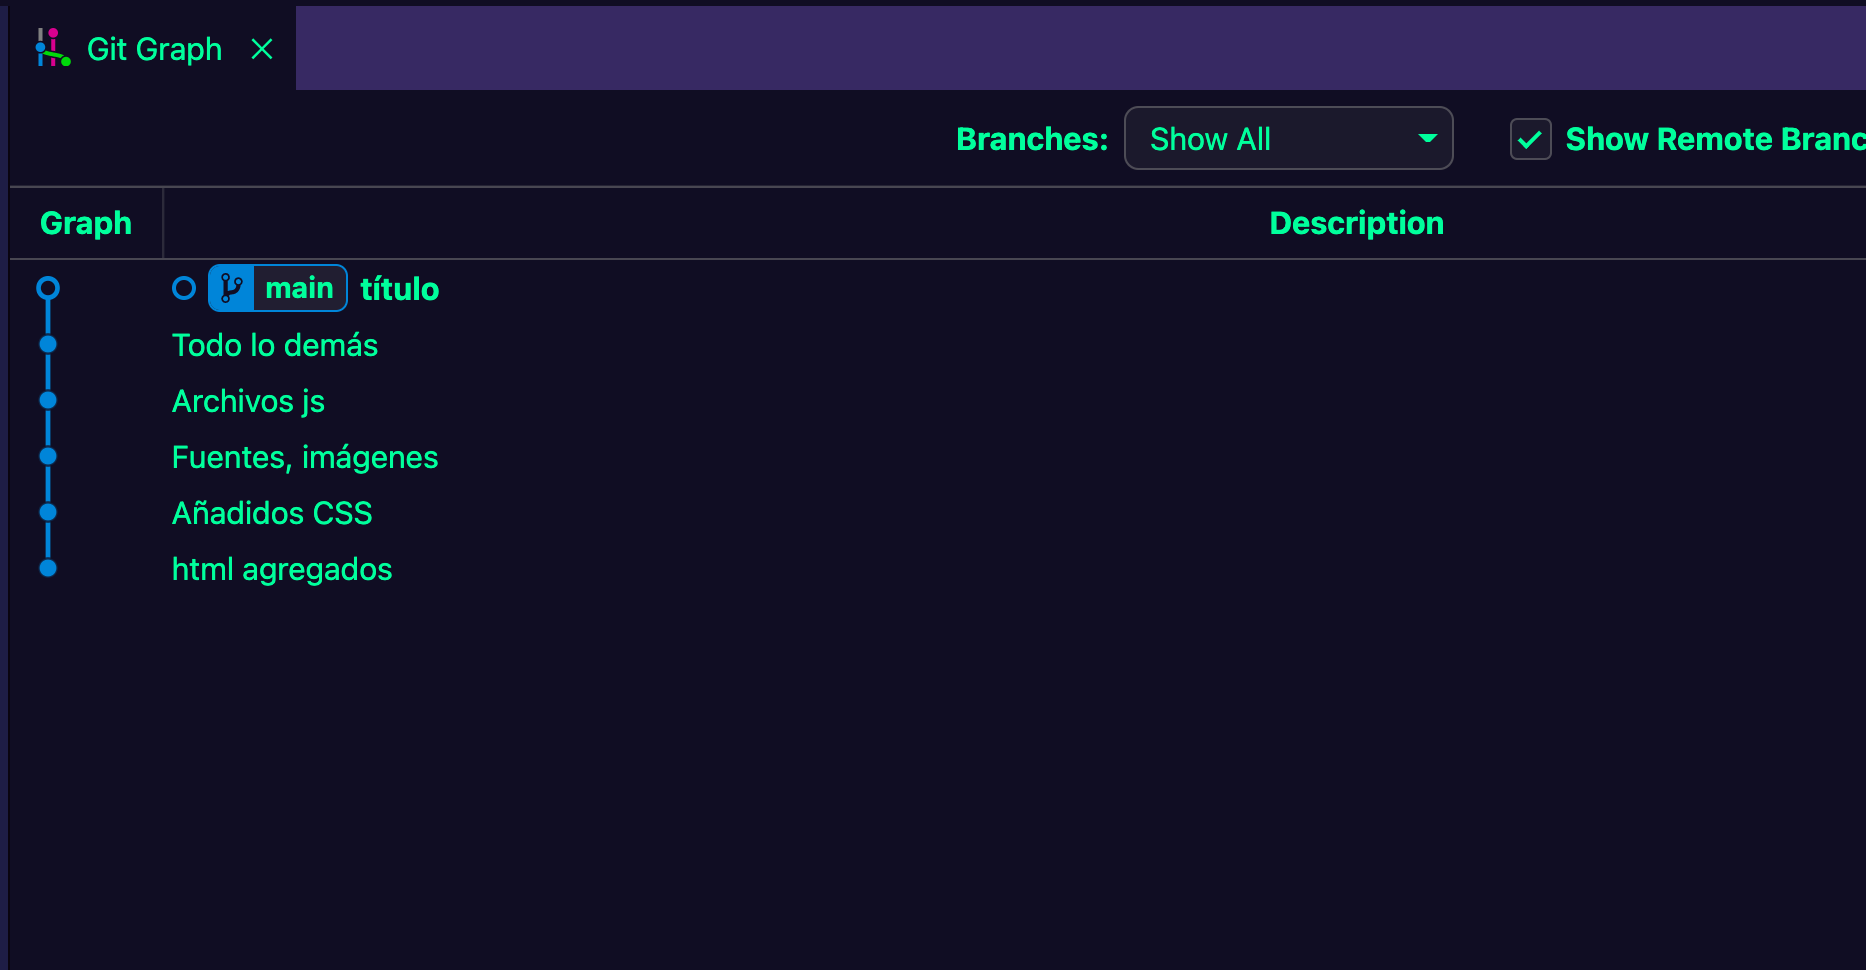 Git Graph
Branches: Show All Show Remote Branc
Graph Description
main título
Todo lo demás
Archivos js
Fuentes, imágenes
Añadidos CSS
html agregados